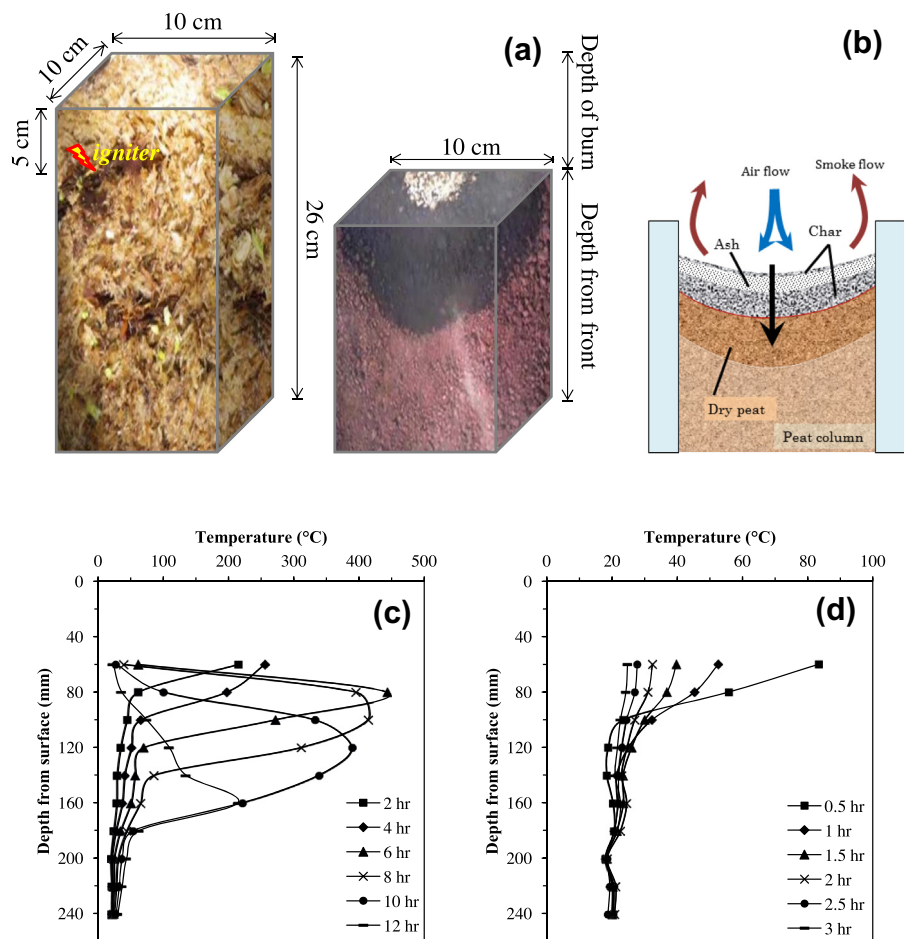 10 cm
10 cm
5 cm
igniter
26 cm
(a)
10 cm
Depth of burn
Depth from front
(b)
Air flow
Smoke flow
Ash
Char
Dry peat
Peat column
Temperature (°C)
0 100 200 300 400 500
Depth from surface (mm)
0
40
80
120
160
200
240
(c)
2 hr
4 hr
6 hr
8 hr
10 hr
12 hr
Temperature (°C)
0 20 40 60 80 100
Depth from surface (mm)
0
40
80
120
160
200
240
(d)
0.5 hr
1 hr
1.5 hr
2 hr
2.5 hr
3 hr